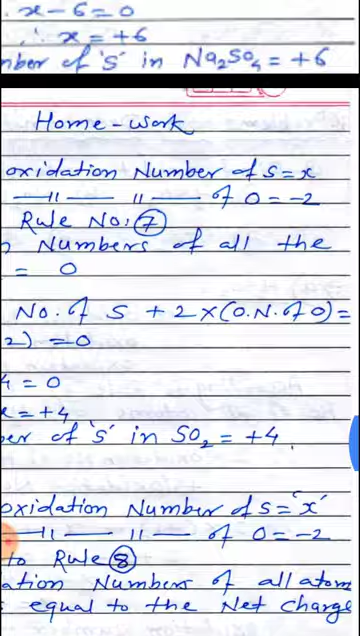 x-6=0
∴ x = +6
mber of 's' in Na₂SO₄ = +6
Home-work
oxidation Number of s=x
—||— —||— of O=-2
Rule No: ⑦
Numbers of all the
= 0
No. of S + 2×(O.N. of O)=
2) = 0
4 = 0
x = +4
ber of 's' in SO₂ = +4.
oxidation Number of s='x'
—||— —||— of O=-2
to Rule ⑧
ation Numbers of all atom
equal to the Net charge